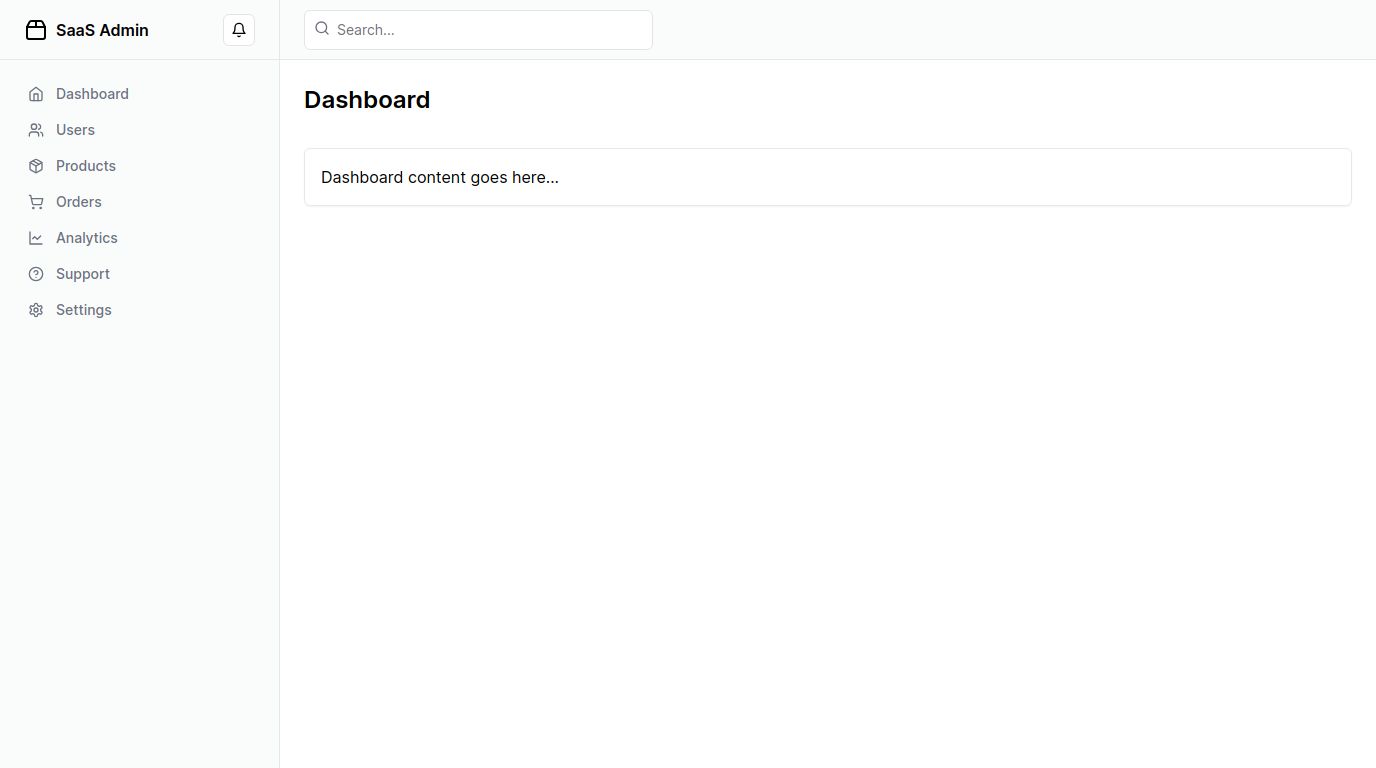 SaaS Admin
Search...
Dashboard
Users
Products
Orders
Analytics
Support
Settings
Dashboard
Dashboard content goes here...